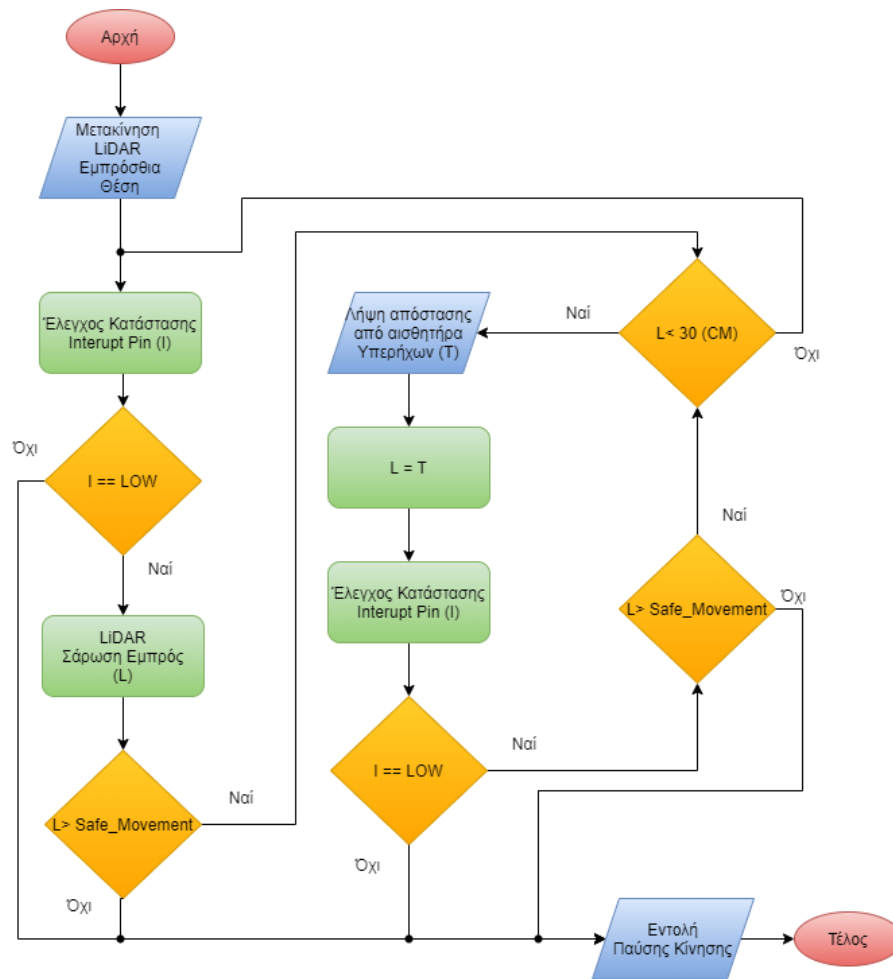 Αρχή
Μετακίνηση
LiDAR
Εμπρόσθια
Θέση
Έλεγχος Κατάστασης
Interupt Pin (I)
Όχι
I == LOW
Ναί
LiDAR
Σάρωση Εμπρός
(L)
L> Safe_Movement
Ναί
Όχι
Λήψη απόστασης
από αισθητήρα
Υπερήχων (T)
Ναί
L< 30 (CM)
Όχι
L = T
Έλεγχος Κατάστασης
Interupt Pin (I)
I == LOW
Ναί
Όχι
Ναί
L> Safe_Movement
Όχι
Εντολή
Παύσης Κίνησης
Τέλος